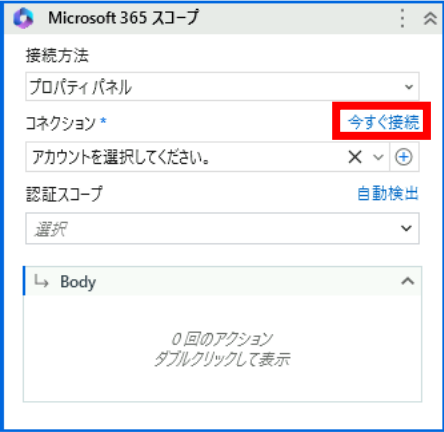 Microsoft 365 スコープ
接続方法
プロパティ パネル
コネクション * 今すぐ接続
アカウントを選択してください。
認証スコープ 自動検出
選択
Body
0 回のアクション
ダブルクリックして表示